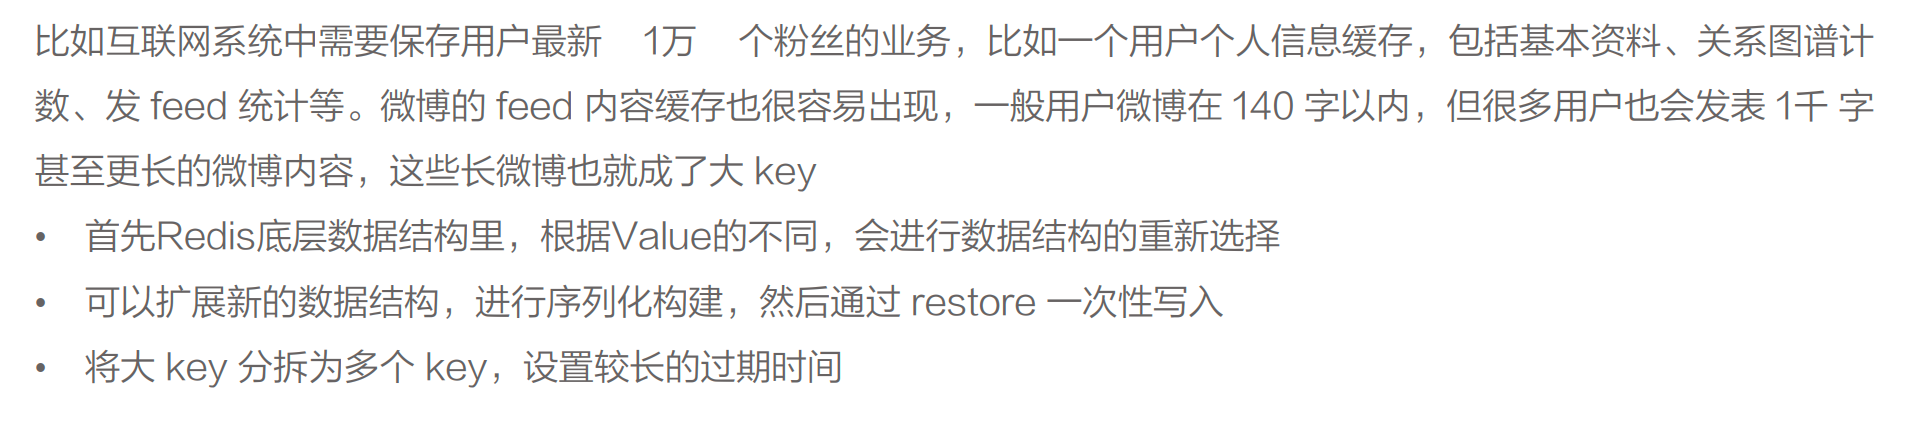 比如互联网系统中需要保存用户最新 1万 个粉丝的业务，比如一个用户个人信息缓存，包括基本资料、关系图谱计
数、发 feed 统计等。微博的 feed 内容缓存也很容易出现，一般用户微博在 140 字以内，但很多用户也会发表 1千 字
甚至更长的微博内容，这些长微博也就成了大 key
• 首先Redis底层数据结构里，根据Value的不同，会进行数据结构的重新选择
• 可以扩展新的数据结构，进行序列化构建，然后通过 restore 一次性写入
• 将大 key 分拆为多个 key，设置较长的过期时间